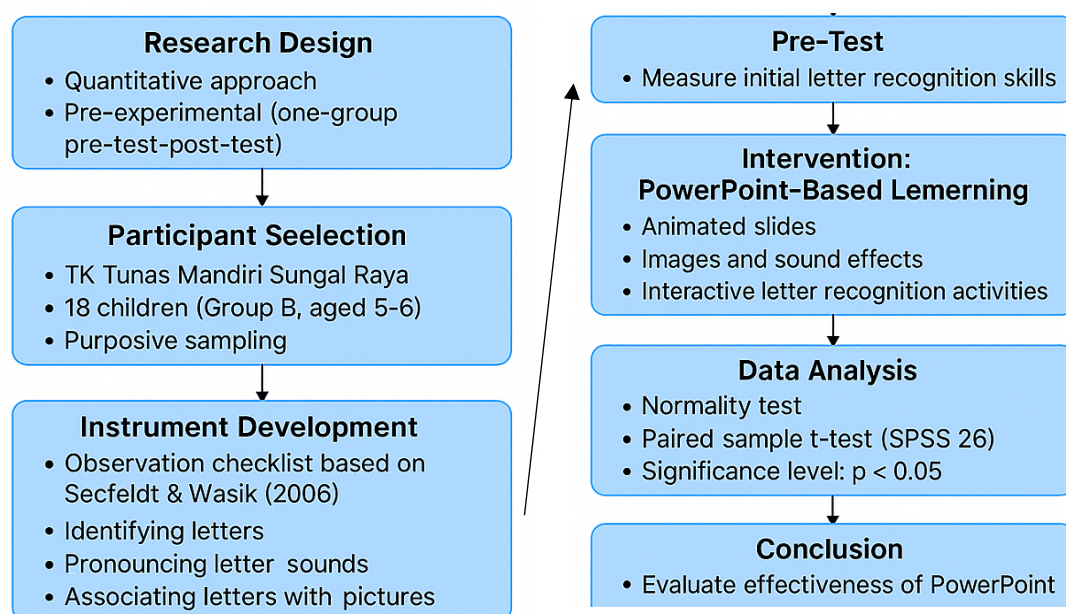 Research Design
• Quantitative approach
• Pre-experimental (one-group
pre-test-post-test)
Participant Seelection
• TK Tunas Mandiri Sungal Raya
• 18 children (Group B, aged 5-6)
• Purposive sampling
Instrument Development
• Observation checklist based on
Secfeldt & Wasik (2006)
• Identifying letters
• Pronouncing letter sounds
• Associating letters with pictures
Pre-Test
• Measure initial letter recognition skills
Intervention:
PowerPoint-Based Lemerning
• Animated slides
• Images and sound effects
• Interactive letter recognition activities
Data Analysis
• Normality test
• Paired sample t-test (SPSS 26)
• Significance level: p < 0.05
Conclusion
• Evaluate effectiveness of PowerPoint